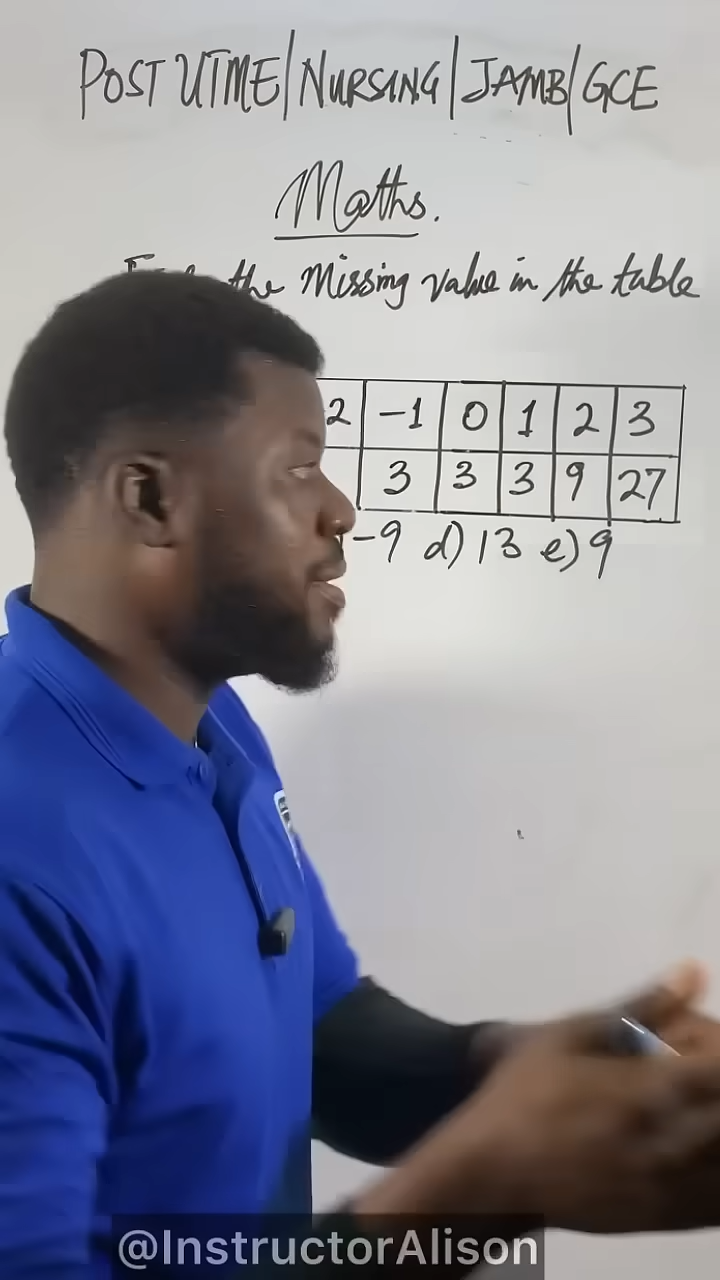 POST UTME/NURSING/JAMB/GCE
Maths.
the Missing value in the table
2 -1 0 1 2 3
3 3 3 9 27
-9 d) 13 e) 9
@InstructorAlison